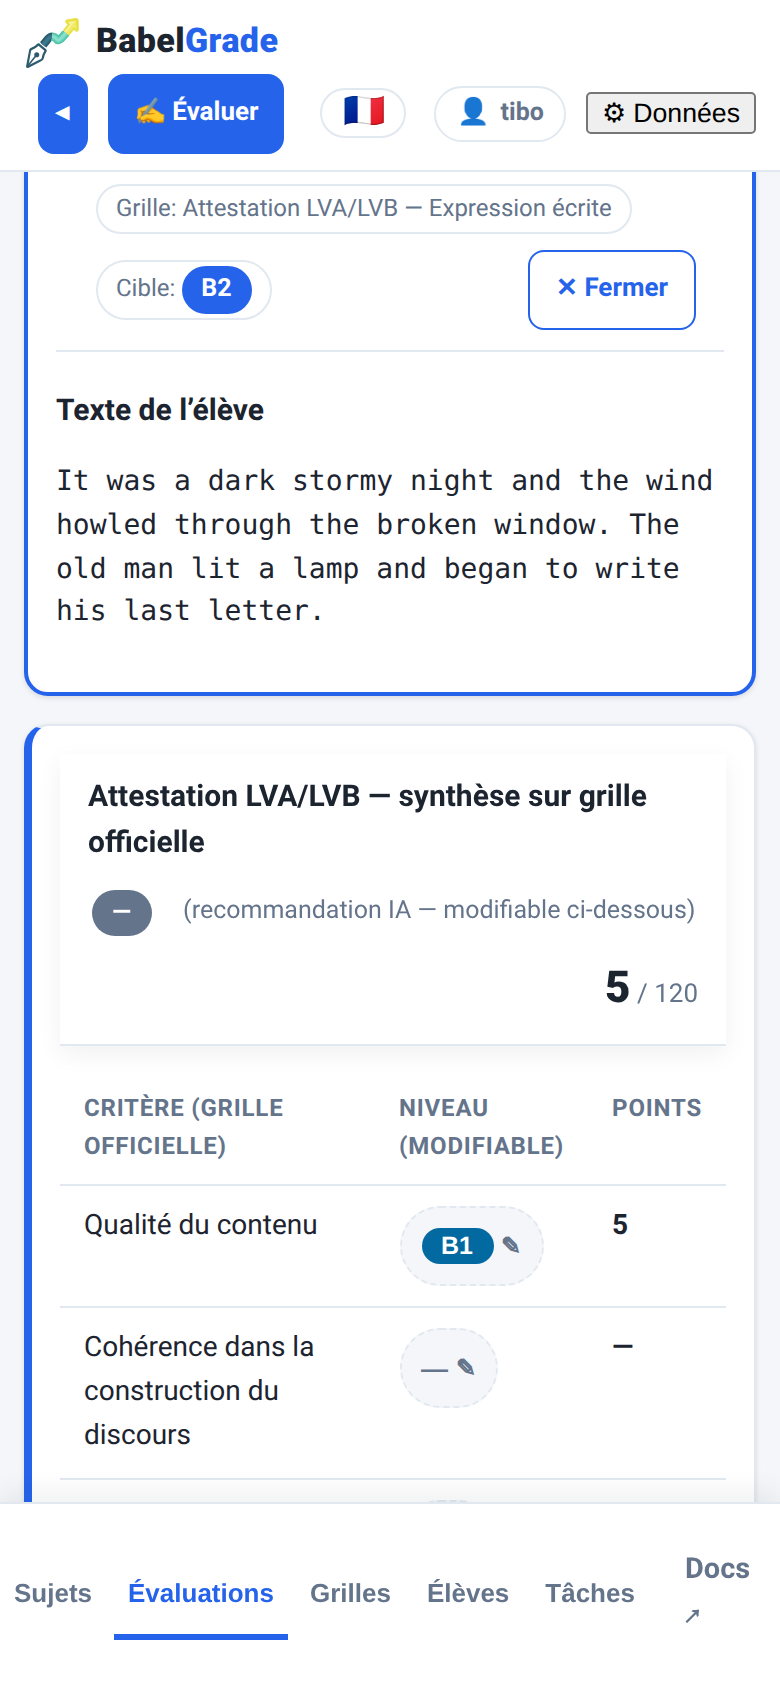 BabelGrade
◄
✍️ Évaluer
🇫🇷
👤 tibo
⚙ Données
Grille: Attestation LVA/LVB — Expression écrite
Cible: B2
✕ Fermer
Texte de l’élève
It was a dark stormy night and the wind
howled through the broken window. The
old man lit a lamp and began to write
his last letter.
Attestation LVA/LVB — synthèse sur grille
officielle
—
(recommandation IA — modifiable ci-dessous)
5 / 120
CRITÈRE (GRILLE
OFFICIELLE)
NIVEAU
(MODIFIABLE)
POINTS
Qualité du contenu
B1 ✎
5
Cohérence dans la
construction du
discours
— ✎
—
Sujets
Évaluations
Grilles
Élèves
Tâches
Docs
↗